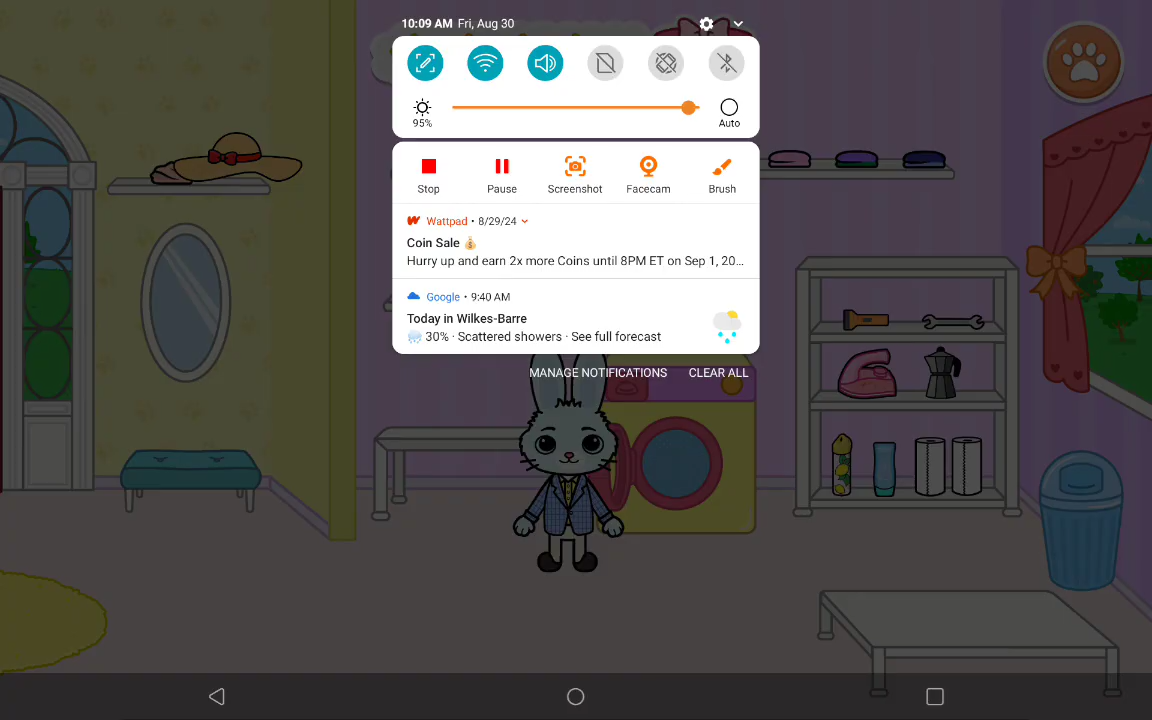 10:09 AM Fri, Aug 30
95%
Auto
Stop Pause Screenshot Facecam Brush
Wattpad • 8/29/24
Coin Sale 💰
Hurry up and earn 2x more Coins until 8PM ET on Sep 1, 20...
Google • 9:40 AM
Today in Wilkes-Barre
🌧 30% · Scattered showers · See full forecast
MANAGE NOTIFICATIONS CLEAR ALL